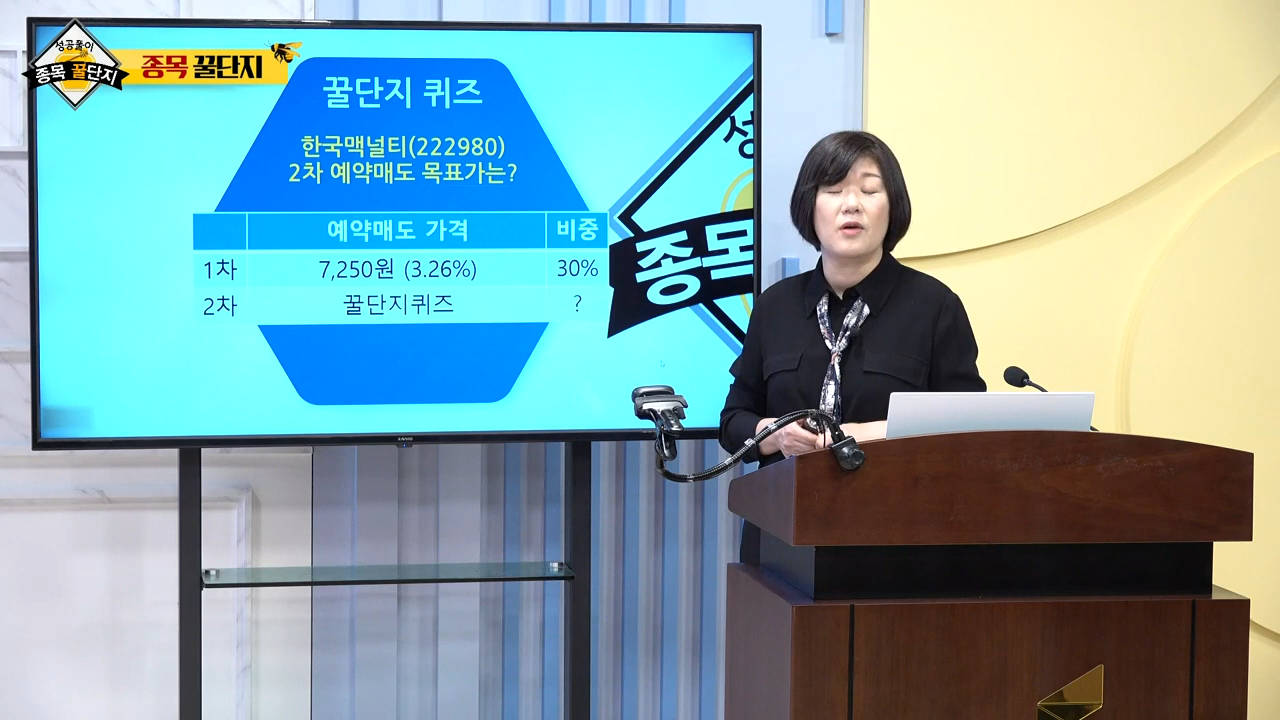 성공풀이
종목 꿀단지
종목 꿀단지
꿀단지 퀴즈
한국맥널티(222980)
2차 예약매도 목표가는?
예약매도 가격 비중
1차 7,250원 (3.26%) 30%
2차 꿀단지퀴즈 ?
성
종목